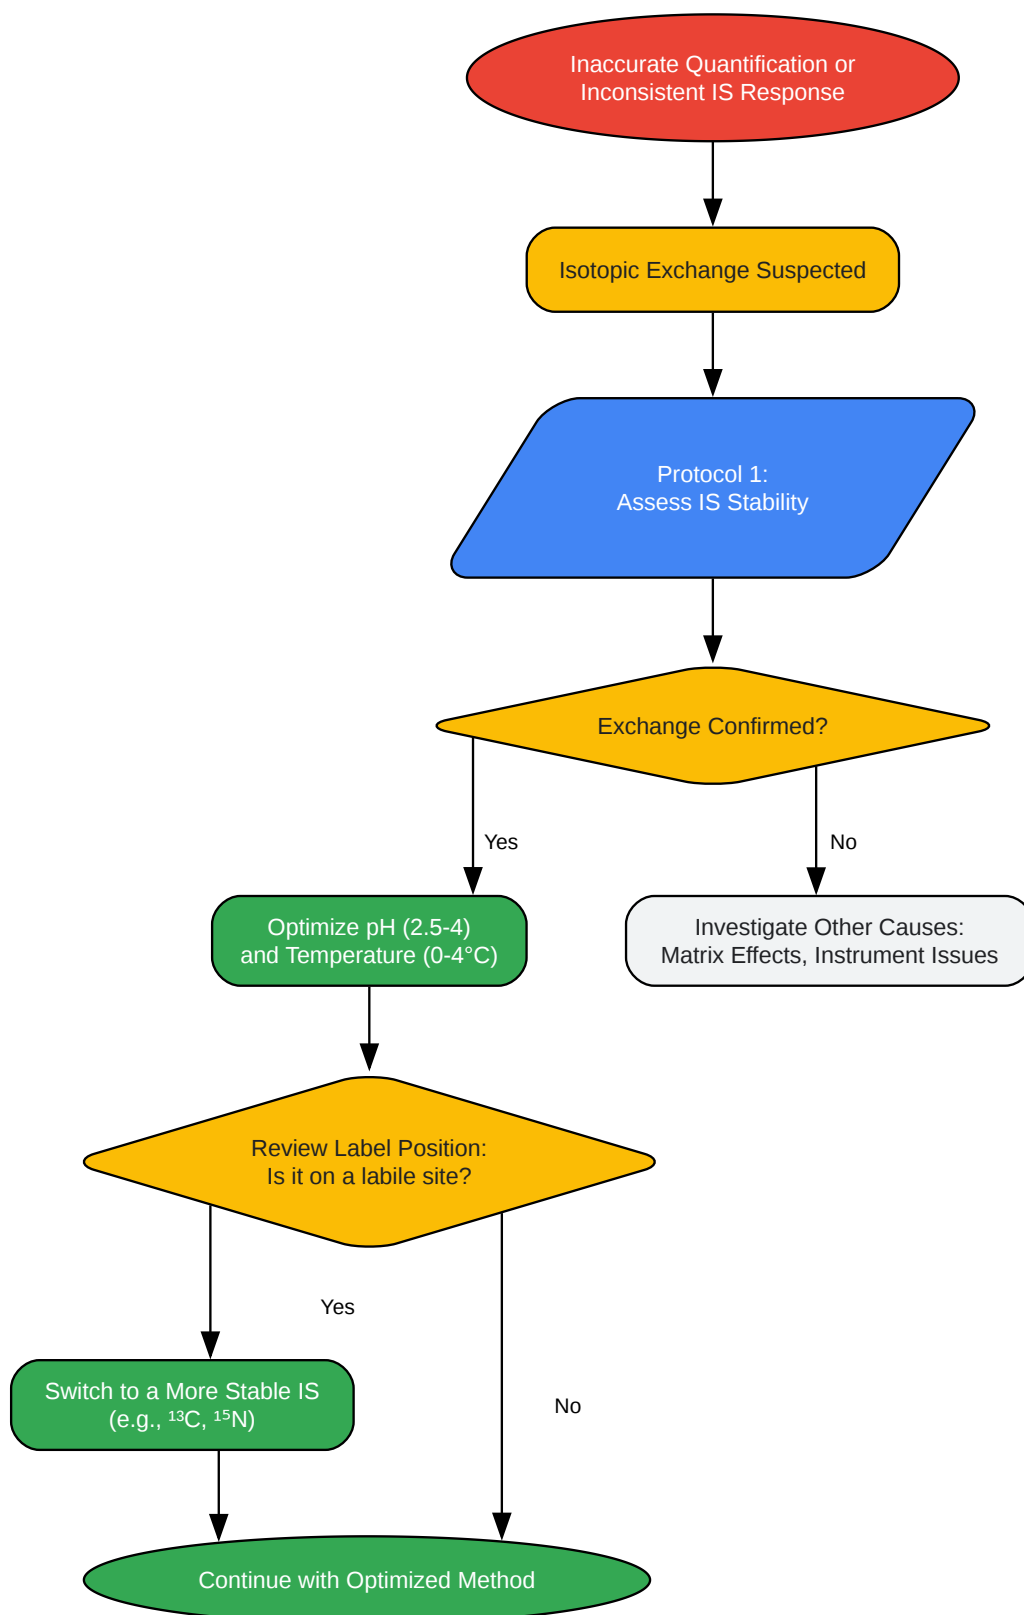 Inaccurate Quantification or
Inconsistent IS Response
Isotopic Exchange Suspected
Protocol 1:
Assess IS Stability
Exchange Confirmed?
Yes
No
Optimize pH (2.5-4)
and Temperature (0-4°C)
Investigate Other Causes:
Matrix Effects, Instrument Issues
Review Label Position:
Is it on a labile site?
Yes
Switch to a More Stable IS
(e.g., ¹³C, ¹⁵N)
No
Continue with Optimized Method